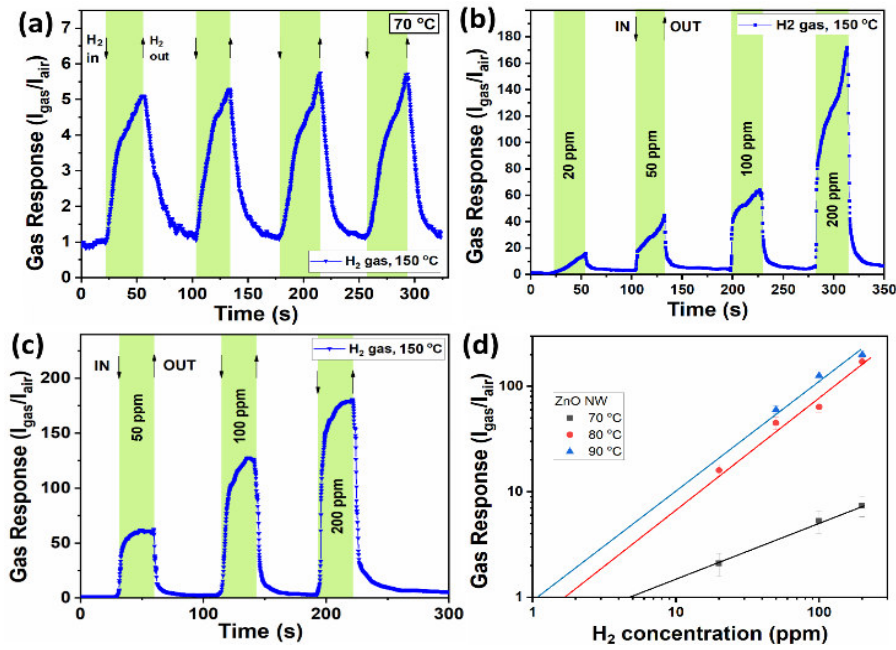 (a)
70 °C
H₂ in
H₂ out
H₂ gas, 150 °C
Gas Response (Igas/Iair)
7
6
5
4
3
2
1
0
0 50 100 150 200 250 300
Time (s)
(b)
IN OUT
H2 gas, 150 °C
20 ppm
50 ppm
100 ppm
200 ppm
Gas Response (Igas/Iair)
180
160
140
120
100
80
60
40
20
0
0 50 100 150 200 250 300 350
Time (s)
(c)
IN OUT
H₂ gas, 150 °C
50 ppm
100 ppm
200 ppm
Gas Response (Igas/Iair)
200
150
100
50
0
0 100 200 300
Time (s)
(d)
ZnO NW
70 °C
80 °C
90 °C
Gas Response (Igas/Iair)
100
10
1
1 10 100
H₂ concentration (ppm)